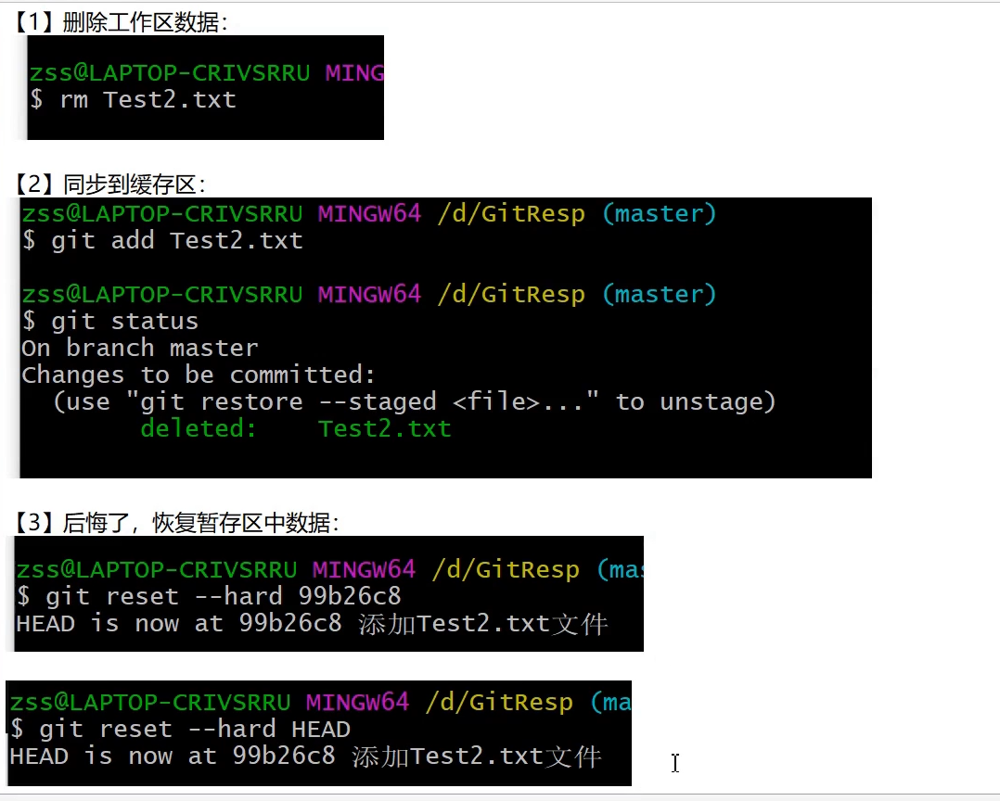 【1】删除工作区数据：
zss@LAPTOP-CRIVSRRU MING
$ rm Test2.txt
【2】同步到缓存区：
zss@LAPTOP-CRIVSRRU MINGW64 /d/GitResp (master)
$ git add Test2.txt
zss@LAPTOP-CRIVSRRU MINGW64 /d/GitResp (master)
$ git status
On branch master
Changes to be committed:
(use "git restore --staged <file>..." to unstage)
deleted: Test2.txt
【3】后悔了，恢复暂存区中数据：
zss@LAPTOP-CRIVSRRU MINGW64 /d/GitResp (mas
$ git reset --hard 99b26c8
HEAD is now at 99b26c8 添加Test2.txt文件
zss@LAPTOP-CRIVSRRU MINGW64 /d/GitResp (ma
$ git reset --hard HEAD
HEAD is now at 99b26c8 添加Test2.txt文件